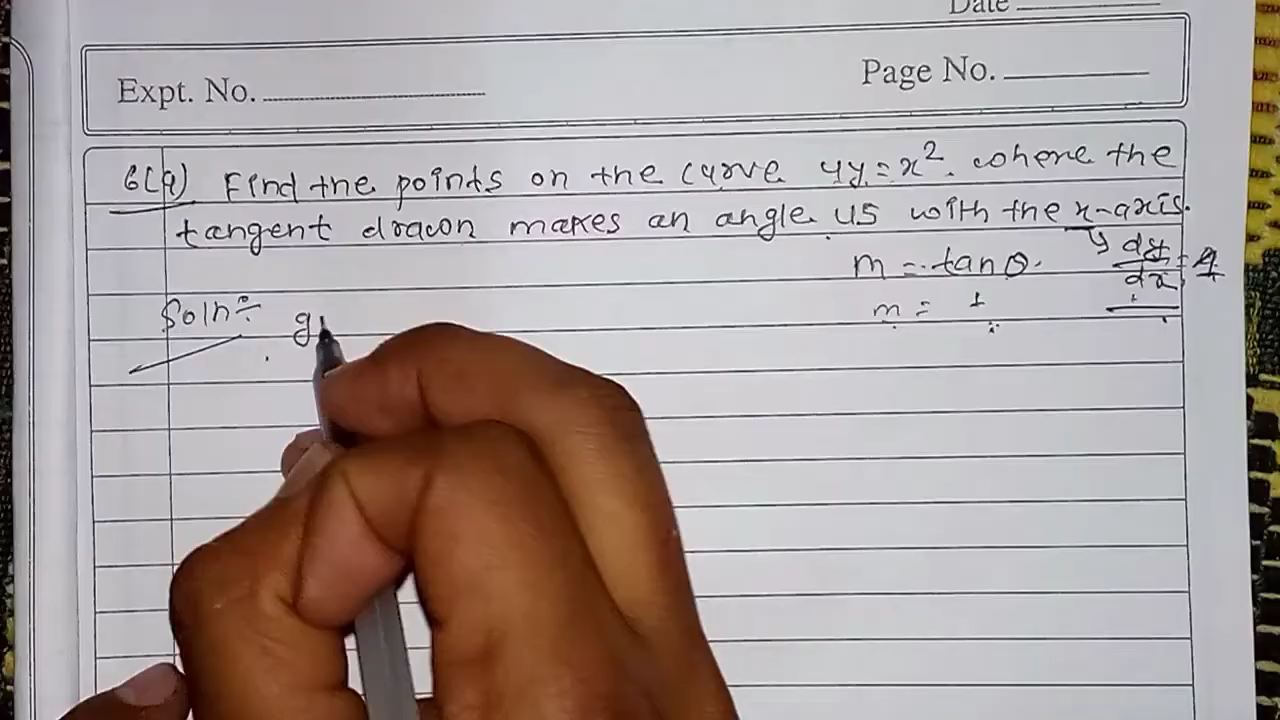 Date
Expt. No.
Page No.
6(a) Find the points on the curve 4y = x². where the
tangent drawn makes an angle 45 with the x-axis.
m = tanθ. dy/dx
m = 1
Soln:- g